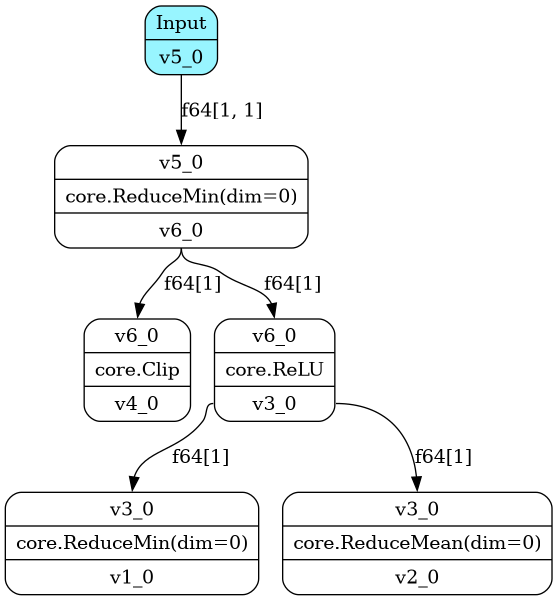 Input
v5_0
f64[1, 1]
v5_0
core.ReduceMin(dim=0)
v6_0
f64[1]
f64[1]
v6_0
core.Clip
v4_0
v6_0
core.ReLU
v3_0
f64[1]
f64[1]
v3_0
core.ReduceMin(dim=0)
v1_0
v3_0
core.ReduceMean(dim=0)
v2_0